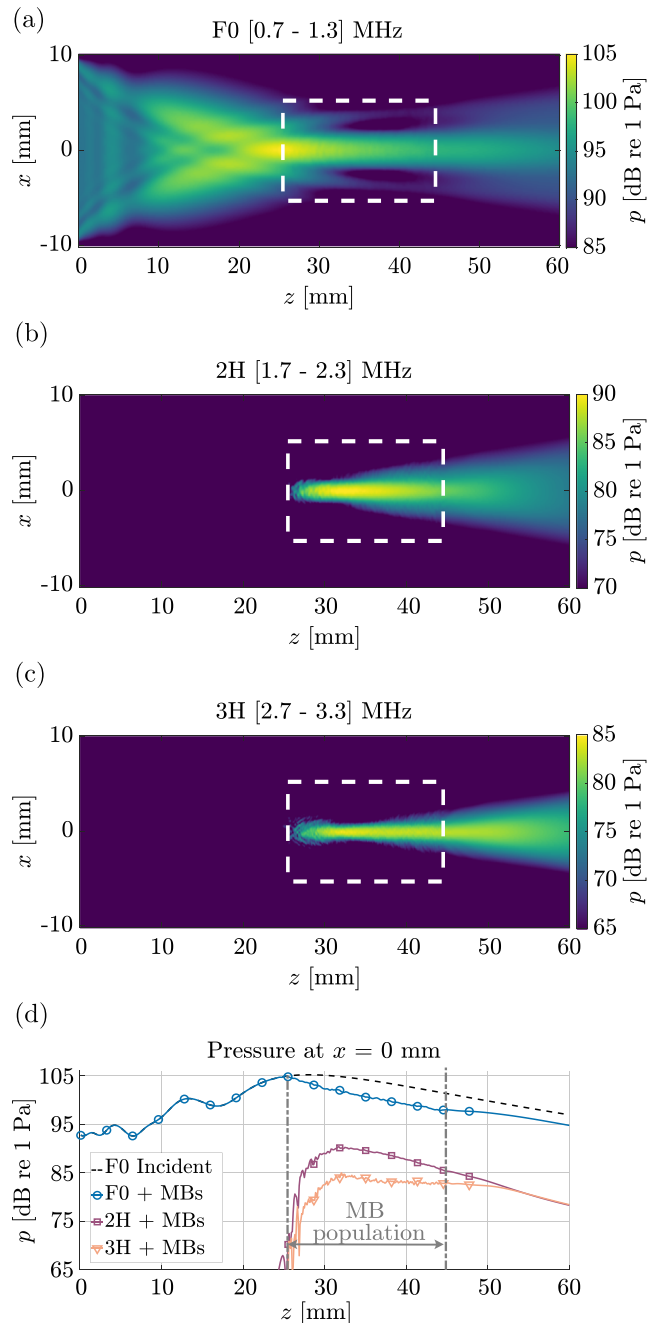 (a)
F0 [0.7 - 1.3] MHz
10
0
-10
x [mm]
0 10 20 30 40 50 60
z [mm]
105
100
95
90
85
p [dB re 1 Pa]
(b)
2H [1.7 - 2.3] MHz
10
0
-10
x [mm]
0 10 20 30 40 50 60
z [mm]
90
85
80
75
70
p [dB re 1 Pa]
(c)
3H [2.7 - 3.3] MHz
10
0
-10
x [mm]
0 10 20 30 40 50 60
z [mm]
85
80
75
70
65
p [dB re 1 Pa]
(d)
Pressure at x = 0 mm
105
95
85
75
65
p [dB re 1 Pa]
F0 Incident
F0 + MBs
2H + MBs
3H + MBs
MB
population
0 10 20 30 40 50 60
z [mm]